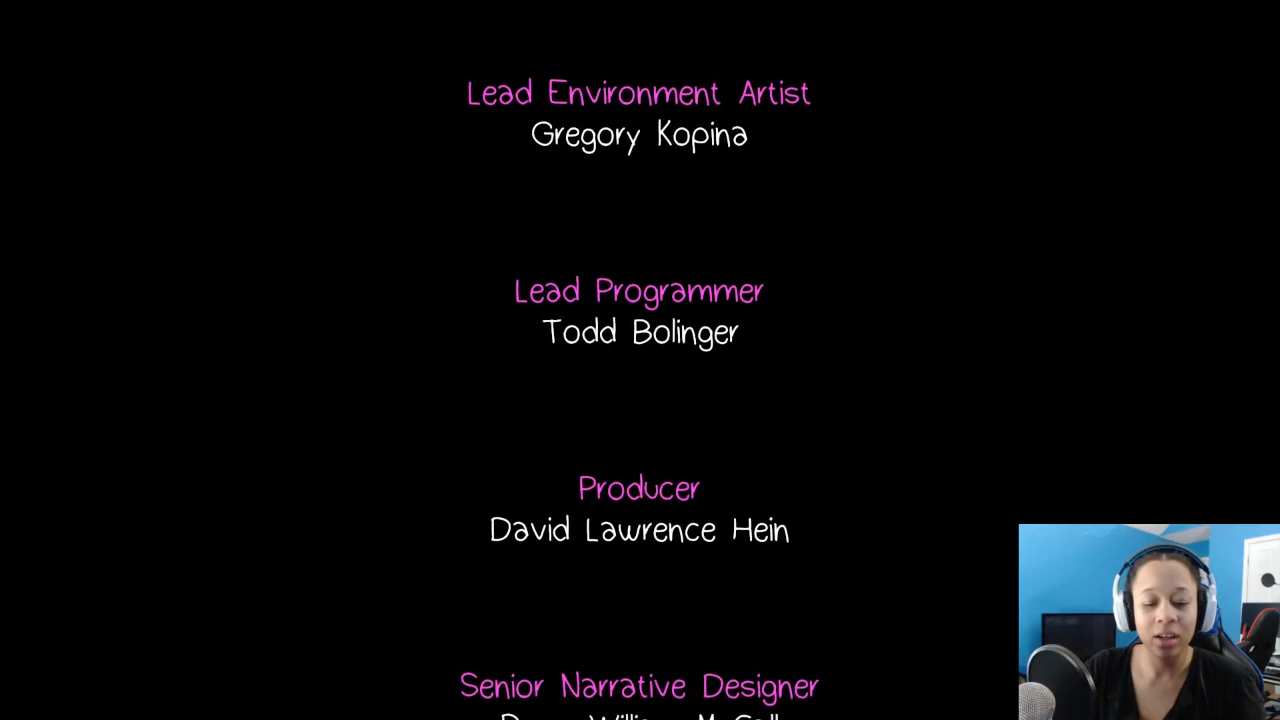 Lead Environment Artist
Gregory Kopina
Lead Programmer
Todd Bolinger
Producer
David Lawrence Hein
Senior Narrative Designer